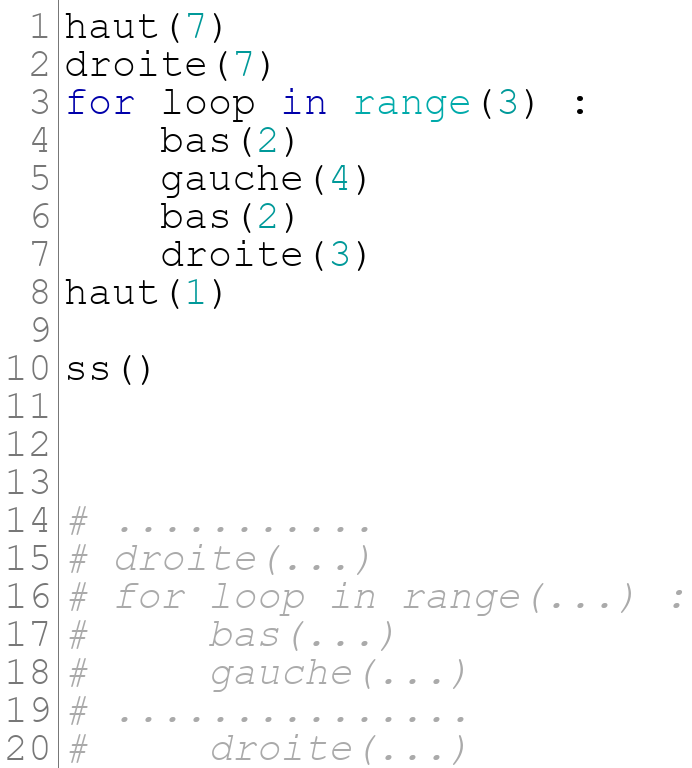 1 haut(7)
2 droite(7)
3 for loop in range(3) :
4     bas(2)
5     gauche(4)
6     bas(2)
7     droite(3)
8 haut(1)
9
10 ss()
11
12
13
14 # ...........
15 # droite(...)
16 # for loop in range(...) :
17 #     bas(...)
18 #     gauche(...)
19 # ...............
20 #     droite(...)